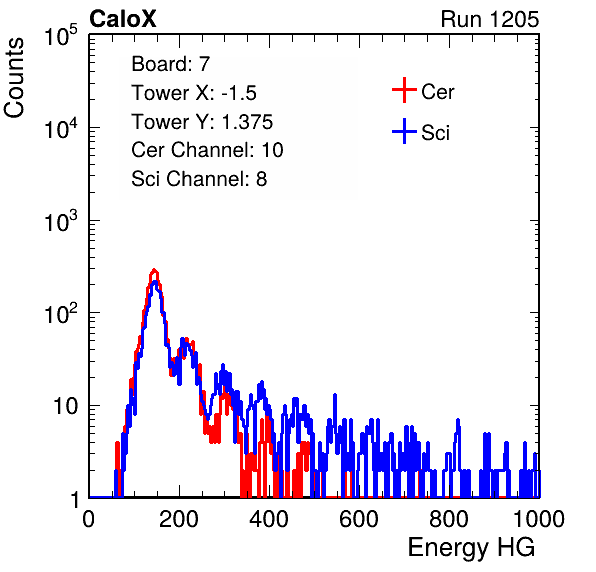 CaloX Run 1205
Counts
Board: 7
Tower X: -1.5
Tower Y: 1.375
Cer Channel: 10
Sci Channel: 8
Cer
Sci
10^5
10^4
10^3
10^2
10
1
0 200 400 600 800 1000
Energy HG